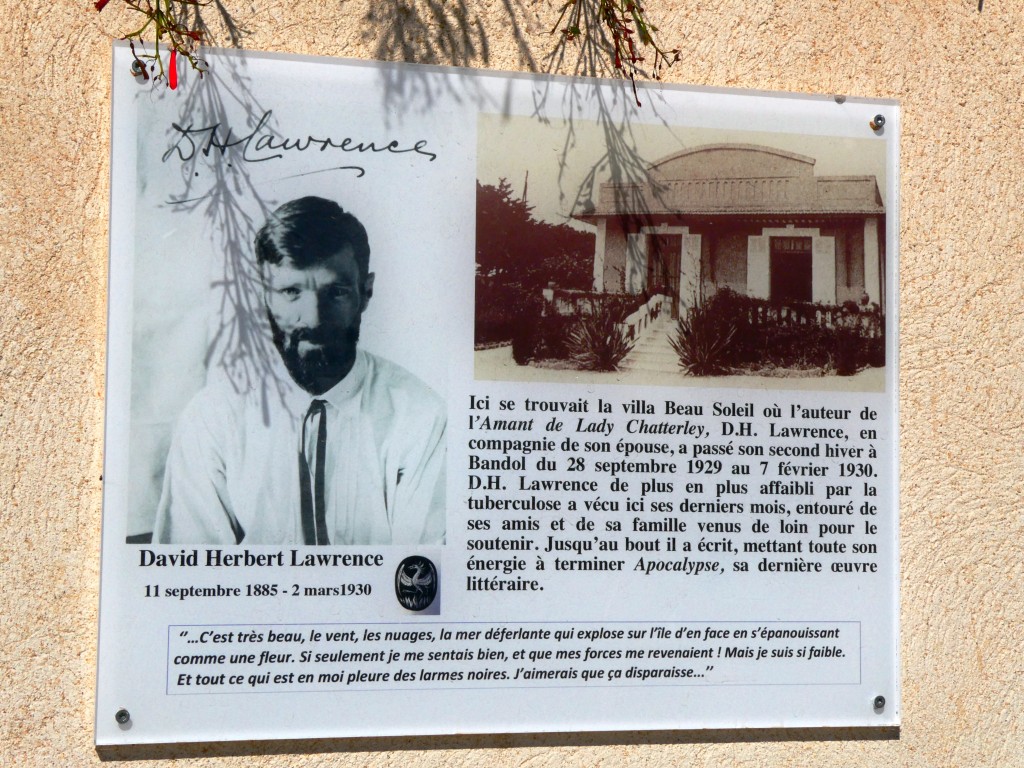 D.H. Lawrence
Ici se trouvait la villa Beau Soleil où l'auteur de
l'Amant de Lady Chatterley, D.H. Lawrence, en
compagnie de son épouse, a passé son second hiver à
Bandol du 28 septembre 1929 au 7 février 1930.
D.H. Lawrence de plus en plus affaibli par la
tuberculose a vécu ici ses derniers mois, entouré de
ses amis et de sa famille venus de loin pour le
soutenir. Jusqu'au bout il a écrit, mettant toute son
énergie à terminer Apocalypse, sa dernière œuvre
littéraire.
David Herbert Lawrence
11 septembre 1885 - 2 mars1930
"...C'est très beau, le vent, les nuages, la mer déferlante qui explose sur l'île d'en face en s'épanouissant
comme une fleur. Si seulement je me sentais bien, et que mes forces me revenaient ! Mais je suis si faible.
Et tout ce qui est en moi pleure des larmes noires. J'aimerais que ça disparaisse..."